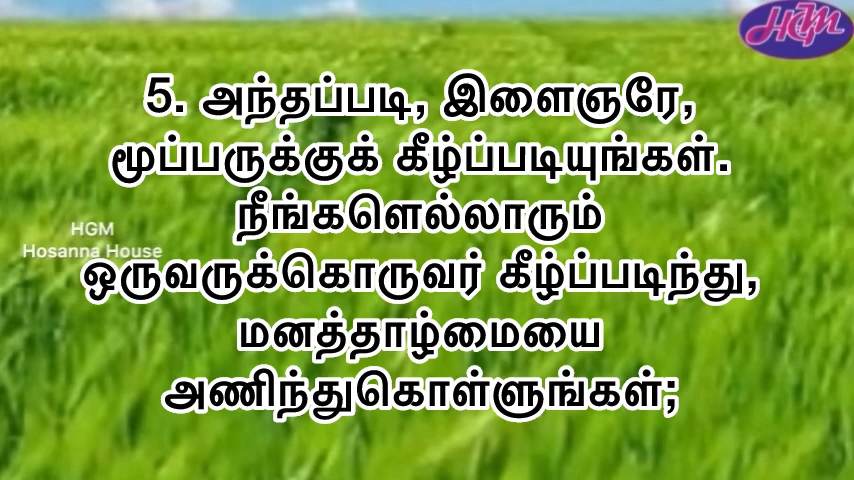 HGM
5. அந்தப்படி, இளைஞரே,
மூப்பருக்குக் கீழ்ப்படியுங்கள்.
நீங்களெல்லாரும்
HGM
Hosanna House
ஒருவருக்கொருவர் கீழ்ப்படிந்து,
மனத்தாழ்மையை
அணிந்துகொள்ளுங்கள்;